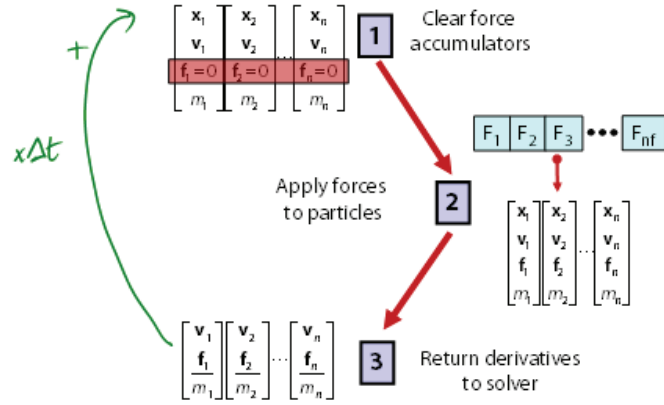 [x₁ v₁ f₁=0 m₁] [x₂ v₂ f₂=0 m₂] ... [xₙ vₙ fₙ=0 mₙ]
1
Clear force
accumulators
+
xΔt
F₁ F₂ F₃ ••• Fnf
Apply forces
to particles
2
[x₁ v₁ f₁ m₁] [x₂ v₂ f₂ m₂] ... [xₙ vₙ fₙ mₙ]
[v₁ f₁/m₁] [v₂ f₂/m₂] ... [vₙ fₙ/mₙ]
3
Return derivatives
to solver